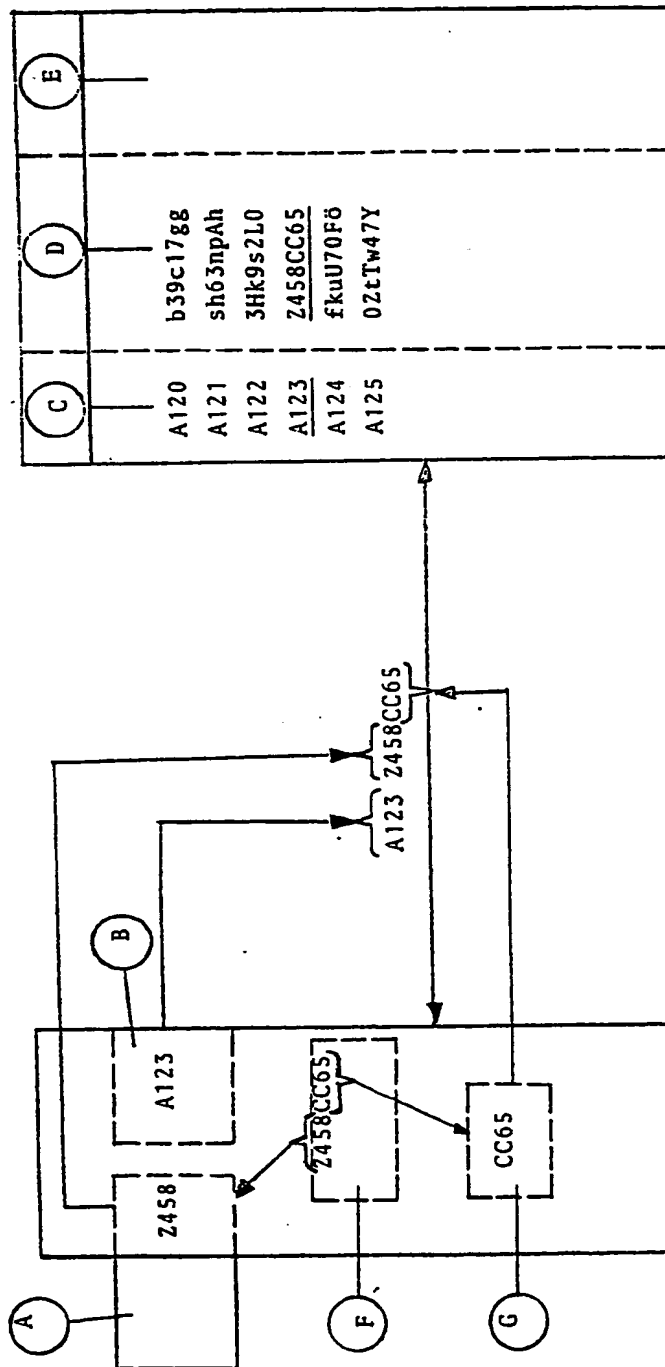 A
C D E
B
Z458 A123
A120 b39c17gg
A121 sh63npAh
A122 3Hk9s2L0
A123 Z458CC65
A124 fkuU70Fö
A125 0ZtTw47Y
Z458CC65
F
A123 Z458CC65
G
CC65